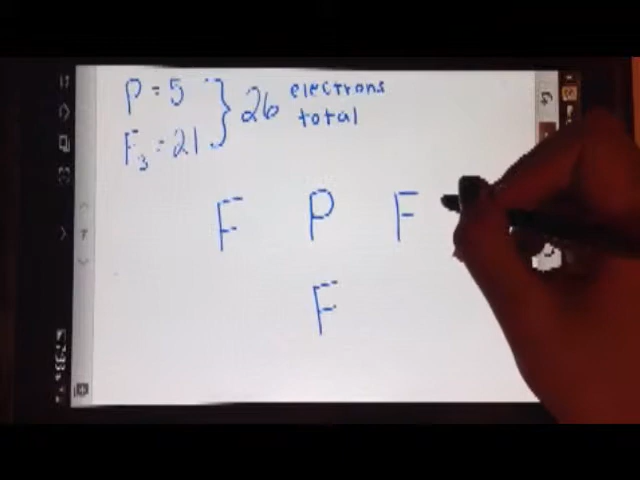 P = 5 } 26 electrons
F₃ = 21 total
F P F
F